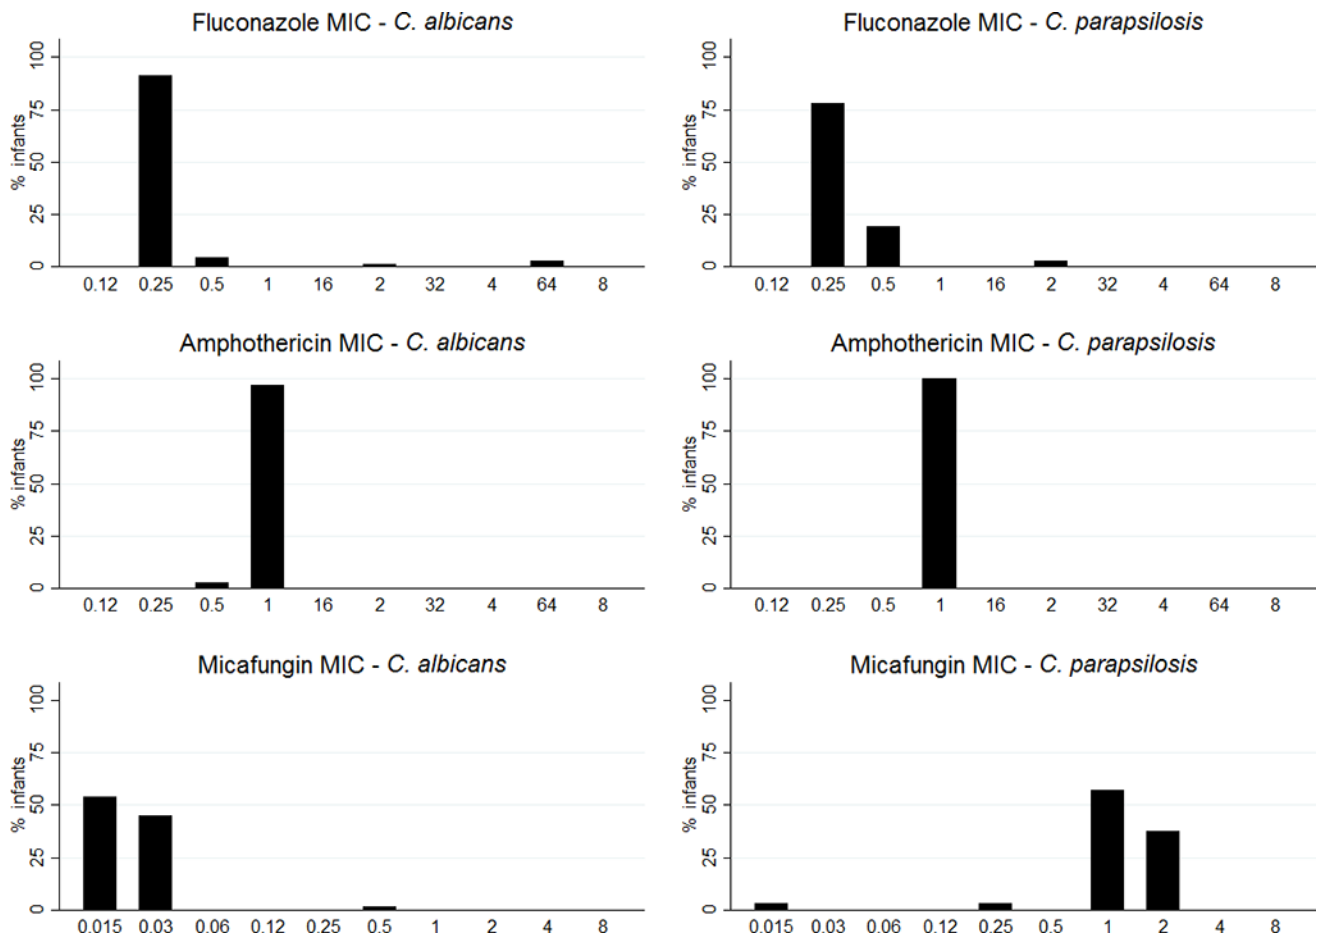 Fluconazole MIC - C. albicans
% infants
100
75
50
25
0
0.12 0.25 0.5 1 16 2 32 4 64 8
Fluconazole MIC - C. parapsilosis
% infants
100
75
50
25
0
0.12 0.25 0.5 1 16 2 32 4 64 8
Amphothericin MIC - C. albicans
% infants
100
75
50
25
0
0.12 0.25 0.5 1 16 2 32 4 64 8
Amphothericin MIC - C. parapsilosis
% infants
100
75
50
25
0
0.12 0.25 0.5 1 16 2 32 4 64 8
Micafungin MIC - C. albicans
% infants
100
75
50
25
0
0.015 0.03 0.06 0.12 0.25 0.5 1 2 4 8
Micafungin MIC - C. parapsilosis
% infants
100
75
50
25
0
0.015 0.03 0.06 0.12 0.25 0.5 1 2 4 8